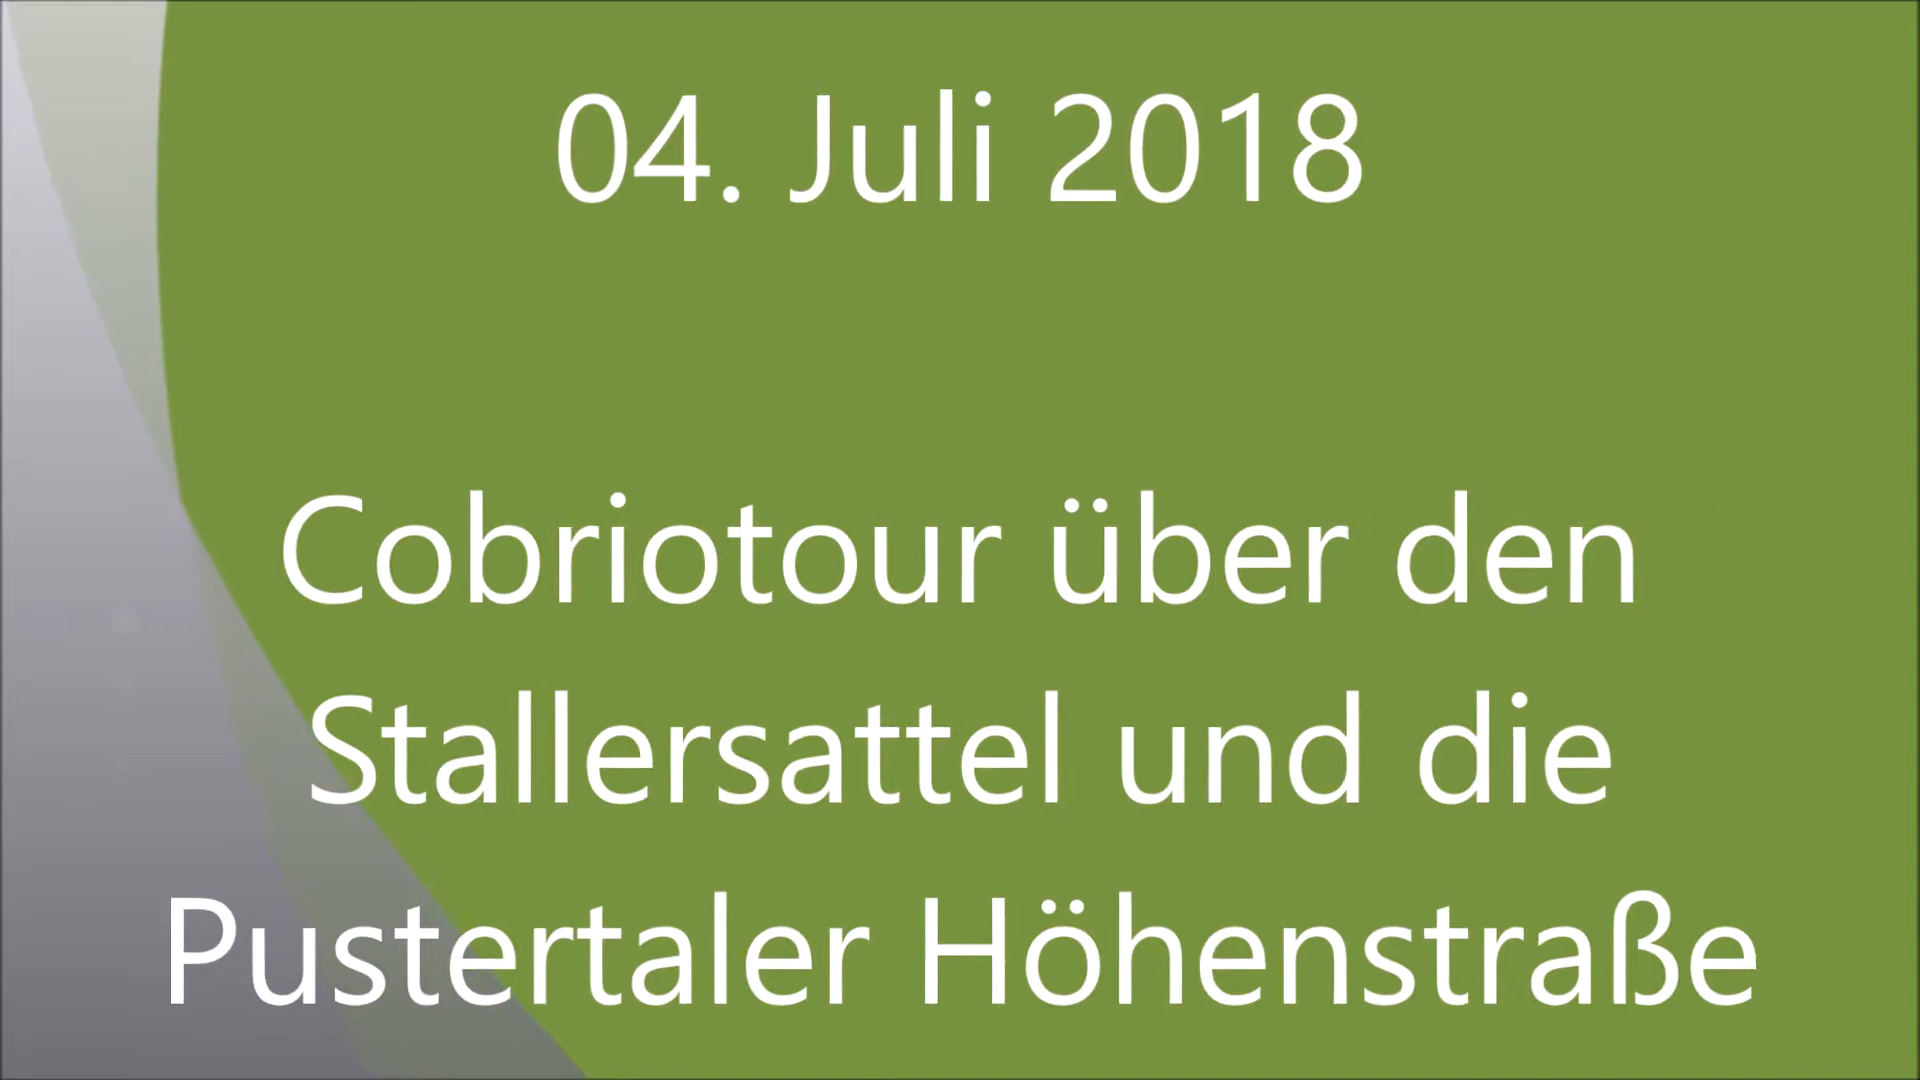 04. Juli 2018
Cobriotour über den
Stallersattel und die
Pustertaler Höhenstraße